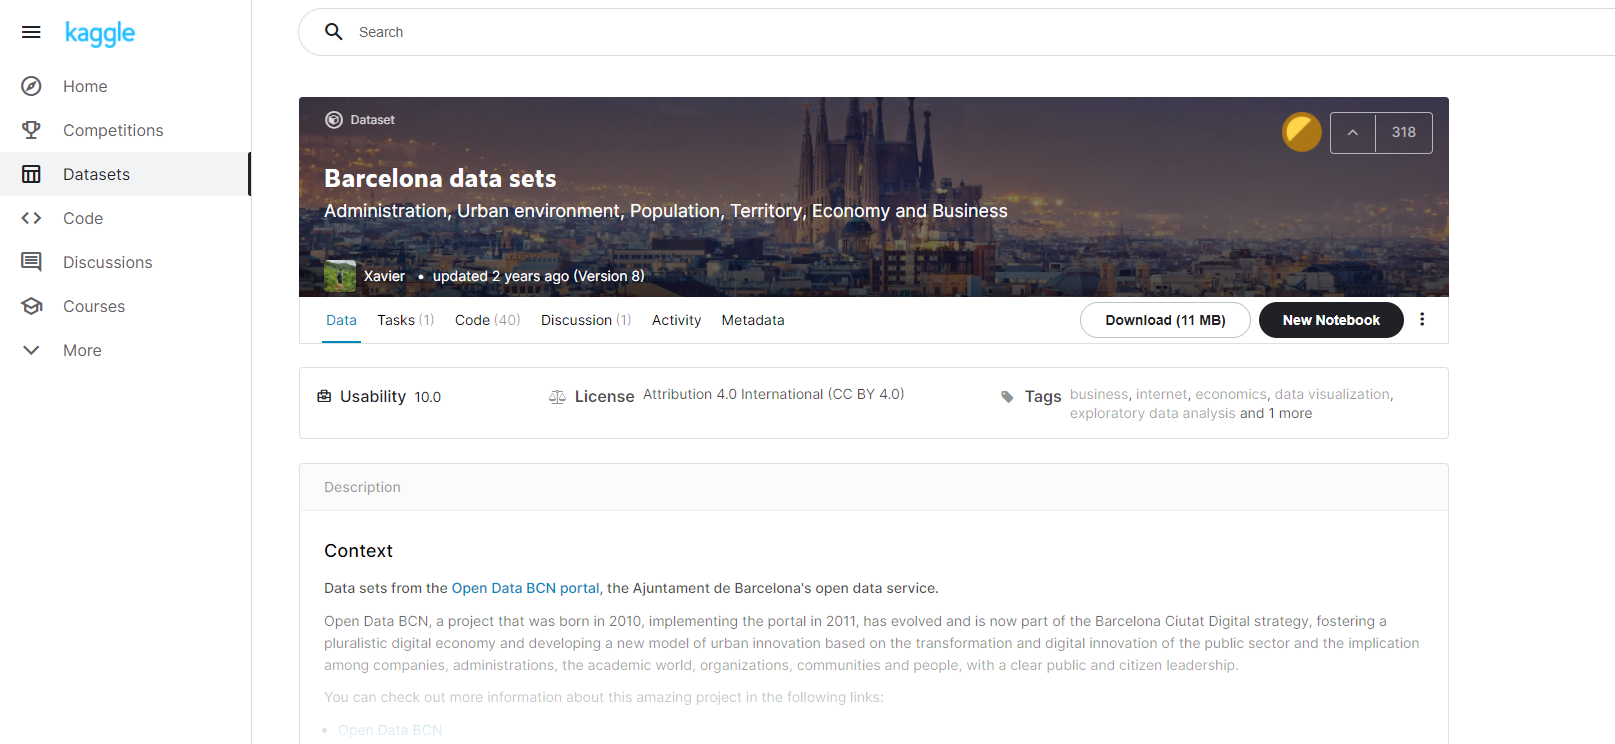 kaggle
Search
Home
Competitions
Datasets
Code
Discussions
Courses
More
Dataset
318
Barcelona data sets
Administration, Urban environment, Population, Territory, Economy and Business
Xavier • updated 2 years ago (Version 8)
Data Tasks (1) Code (40) Discussion (1) Activity Metadata Download (11 MB) New Notebook
Usability 10.0 License Attribution 4.0 International (CC BY 4.0) Tags business, internet, economics, data visualization,
exploratory data analysis and 1 more
Description
Context
Data sets from the Open Data BCN portal, the Ajuntament de Barcelona's open data service.
Open Data BCN, a project that was born in 2010, implementing the portal in 2011, has evolved and is now part of the Barcelona Ciutat Digital strategy, fostering a
pluralistic digital economy and developing a new model of urban innovation based on the transformation and digital innovation of the public sector and the implication
among companies, administrations, the academic world, organizations, communities and people, with a clear public and citizen leadership.
You can check out more information about this amazing project in the following links:
• Open Data BCN